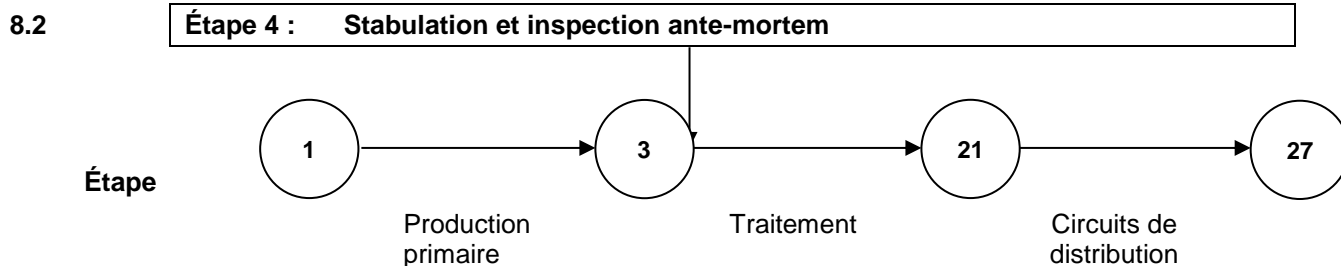 8.2 Étape 4 : Stabulation et inspection ante-mortem
1 3 21 27
Étape
Production Traitement Circuits de
primaire distribution